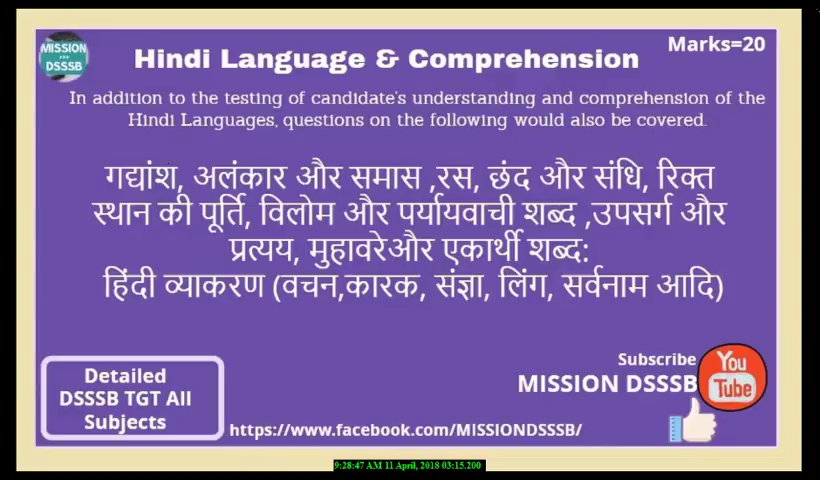 MISSION
>>>
DSSSB
Marks=20
Hindi Language & Comprehension
In addition to the testing of candidate's understanding and comprehension of the
Hindi Languages, questions on the following would also be covered.
गद्यांश, अलंकार और समास ,रस, छंद और संधि, रिक्त
स्थान की पूर्ति, विलोम और पर्यायवाची शब्द ,उपसर्ग और
प्रत्यय, मुहावरेऔर एकार्थी शब्द:
हिंदी व्याकरण (वचन,कारक, संज्ञा, लिंग, सर्वनाम आदि)
Detailed
DSSSB TGT All
Subjects
Subscribe
MISSION DSSSB
You
Tube
https://www.facebook.com/MISSIONDSSSB/
9:28:47 AM 11 April, 2018 03:15.200